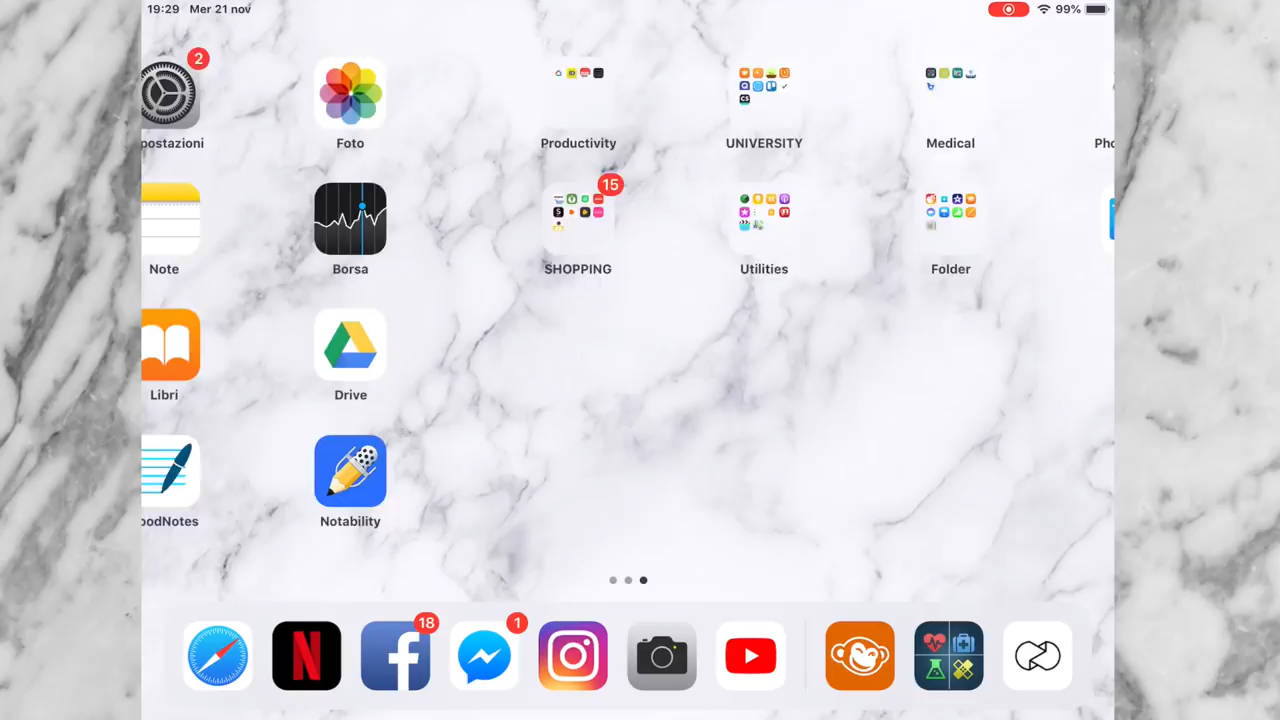 19:29 Mer 21 nov
99%
2
postazioni
Foto
Productivity
UNIVERSITY
Medical
Pho
15
Note
Borsa
SHOPPING
Utilities
Folder
Libri
Drive
oodNotes
Notability
18
1